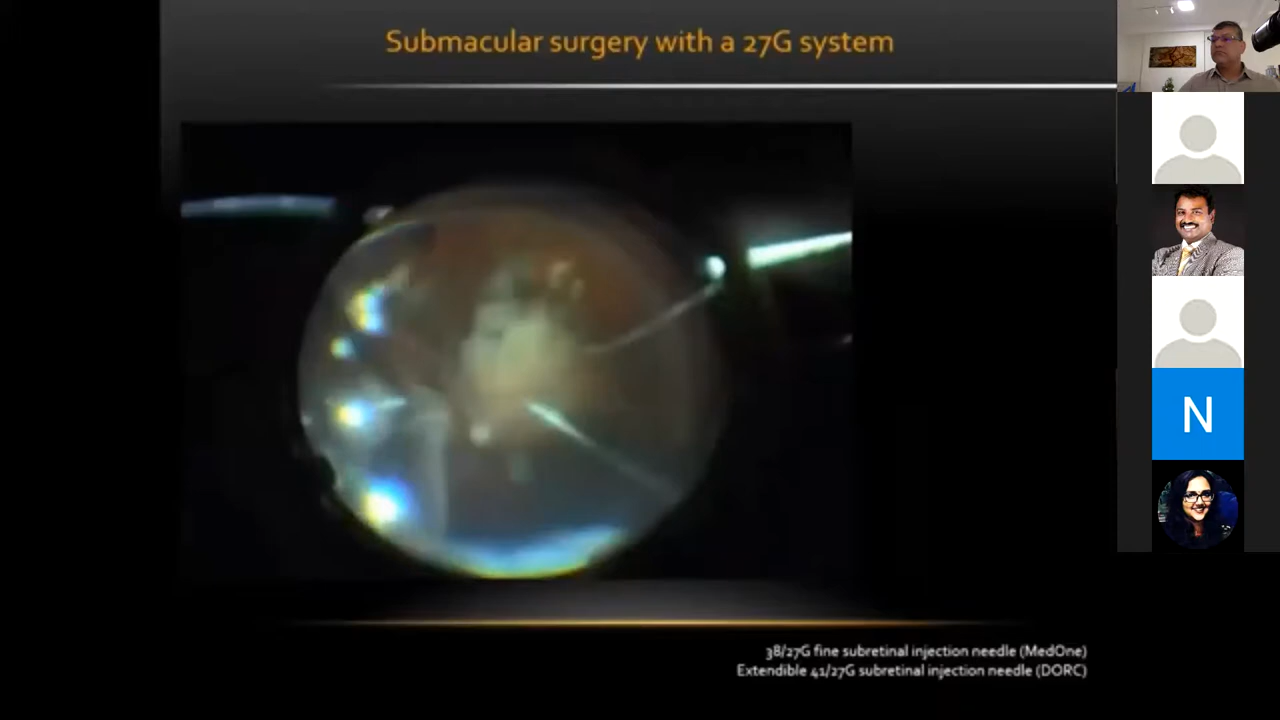 Submacular surgery with a 27G system
N
38/27G fine subretinal injection needle (MedOne)
Extendible 41/27G subretinal injection needle (DORC)